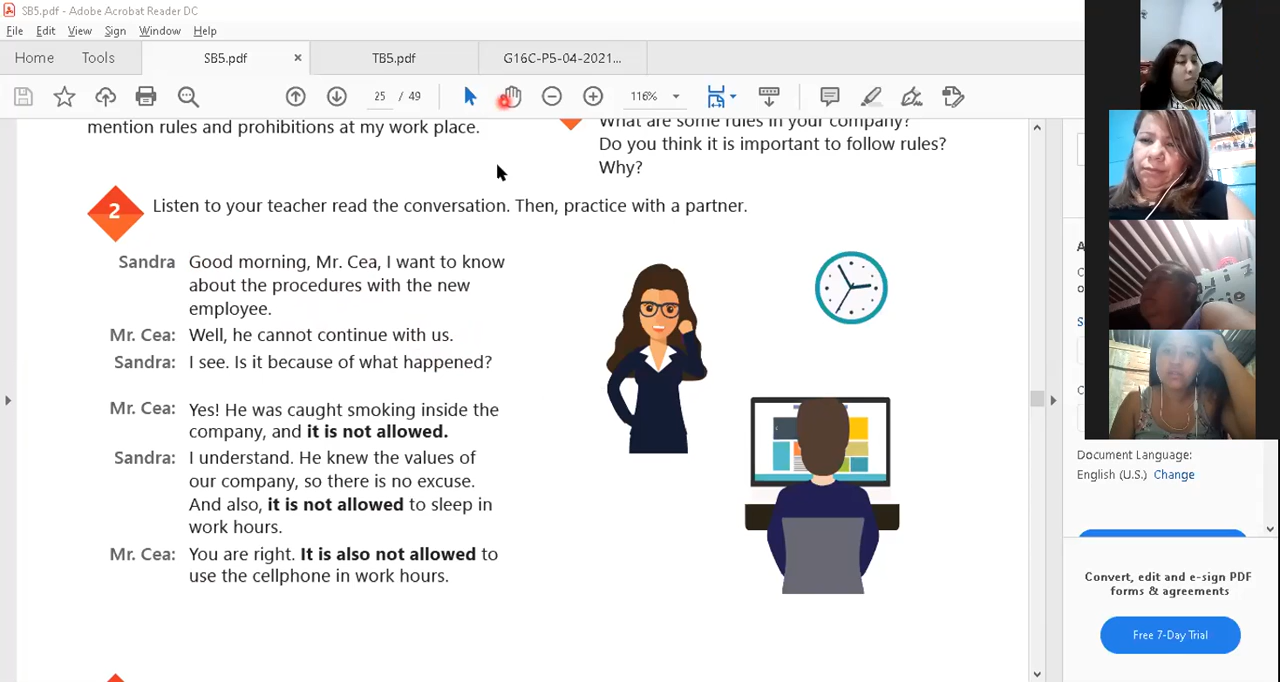 SB5.pdf - Adobe Acrobat Reader DC
File Edit View Sign Window Help
Home Tools SB5.pdf × TB5.pdf G16C-P5-04-2021...
25 / 49 116%
mention rules and prohibitions at my work place.
What are some rules in your company?
Do you think it is important to follow rules?
Why?
2 Listen to your teacher read the conversation. Then, practice with a partner.
Sandra Good morning, Mr. Cea, I want to know
about the procedures with the new
employee.
Mr. Cea: Well, he cannot continue with us.
Sandra: I see. Is it because of what happened?
Mr. Cea: Yes! He was caught smoking inside the
company, and it is not allowed.
Sandra: I understand. He knew the values of
our company, so there is no excuse.
And also, it is not allowed to sleep in
work hours.
Mr. Cea: You are right. It is also not allowed to
use the cellphone in work hours.
Document Language:
English (U.S.) Change
Convert, edit and e-sign PDF
forms & agreements
Free 7-Day Trial